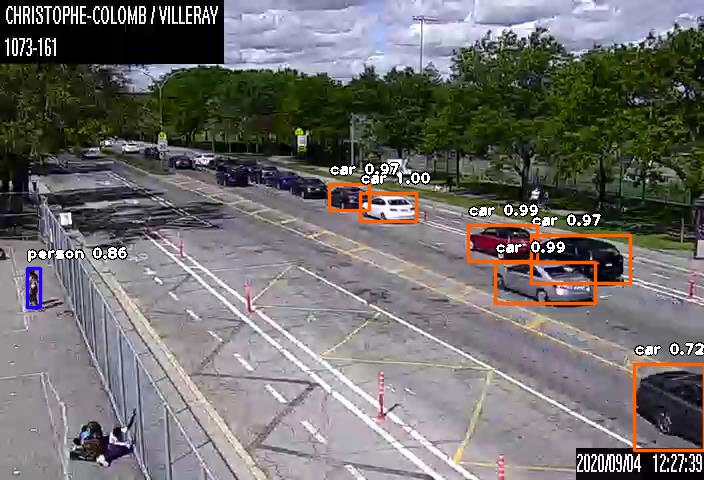 CHRISTOPHE-COLOMB / VILLERAY
1073-161
car 0.97
car 1.00
car 0.99
car 0.97
car 0.99
person 0.86
car 0.72
2020/09/04 12:27:39